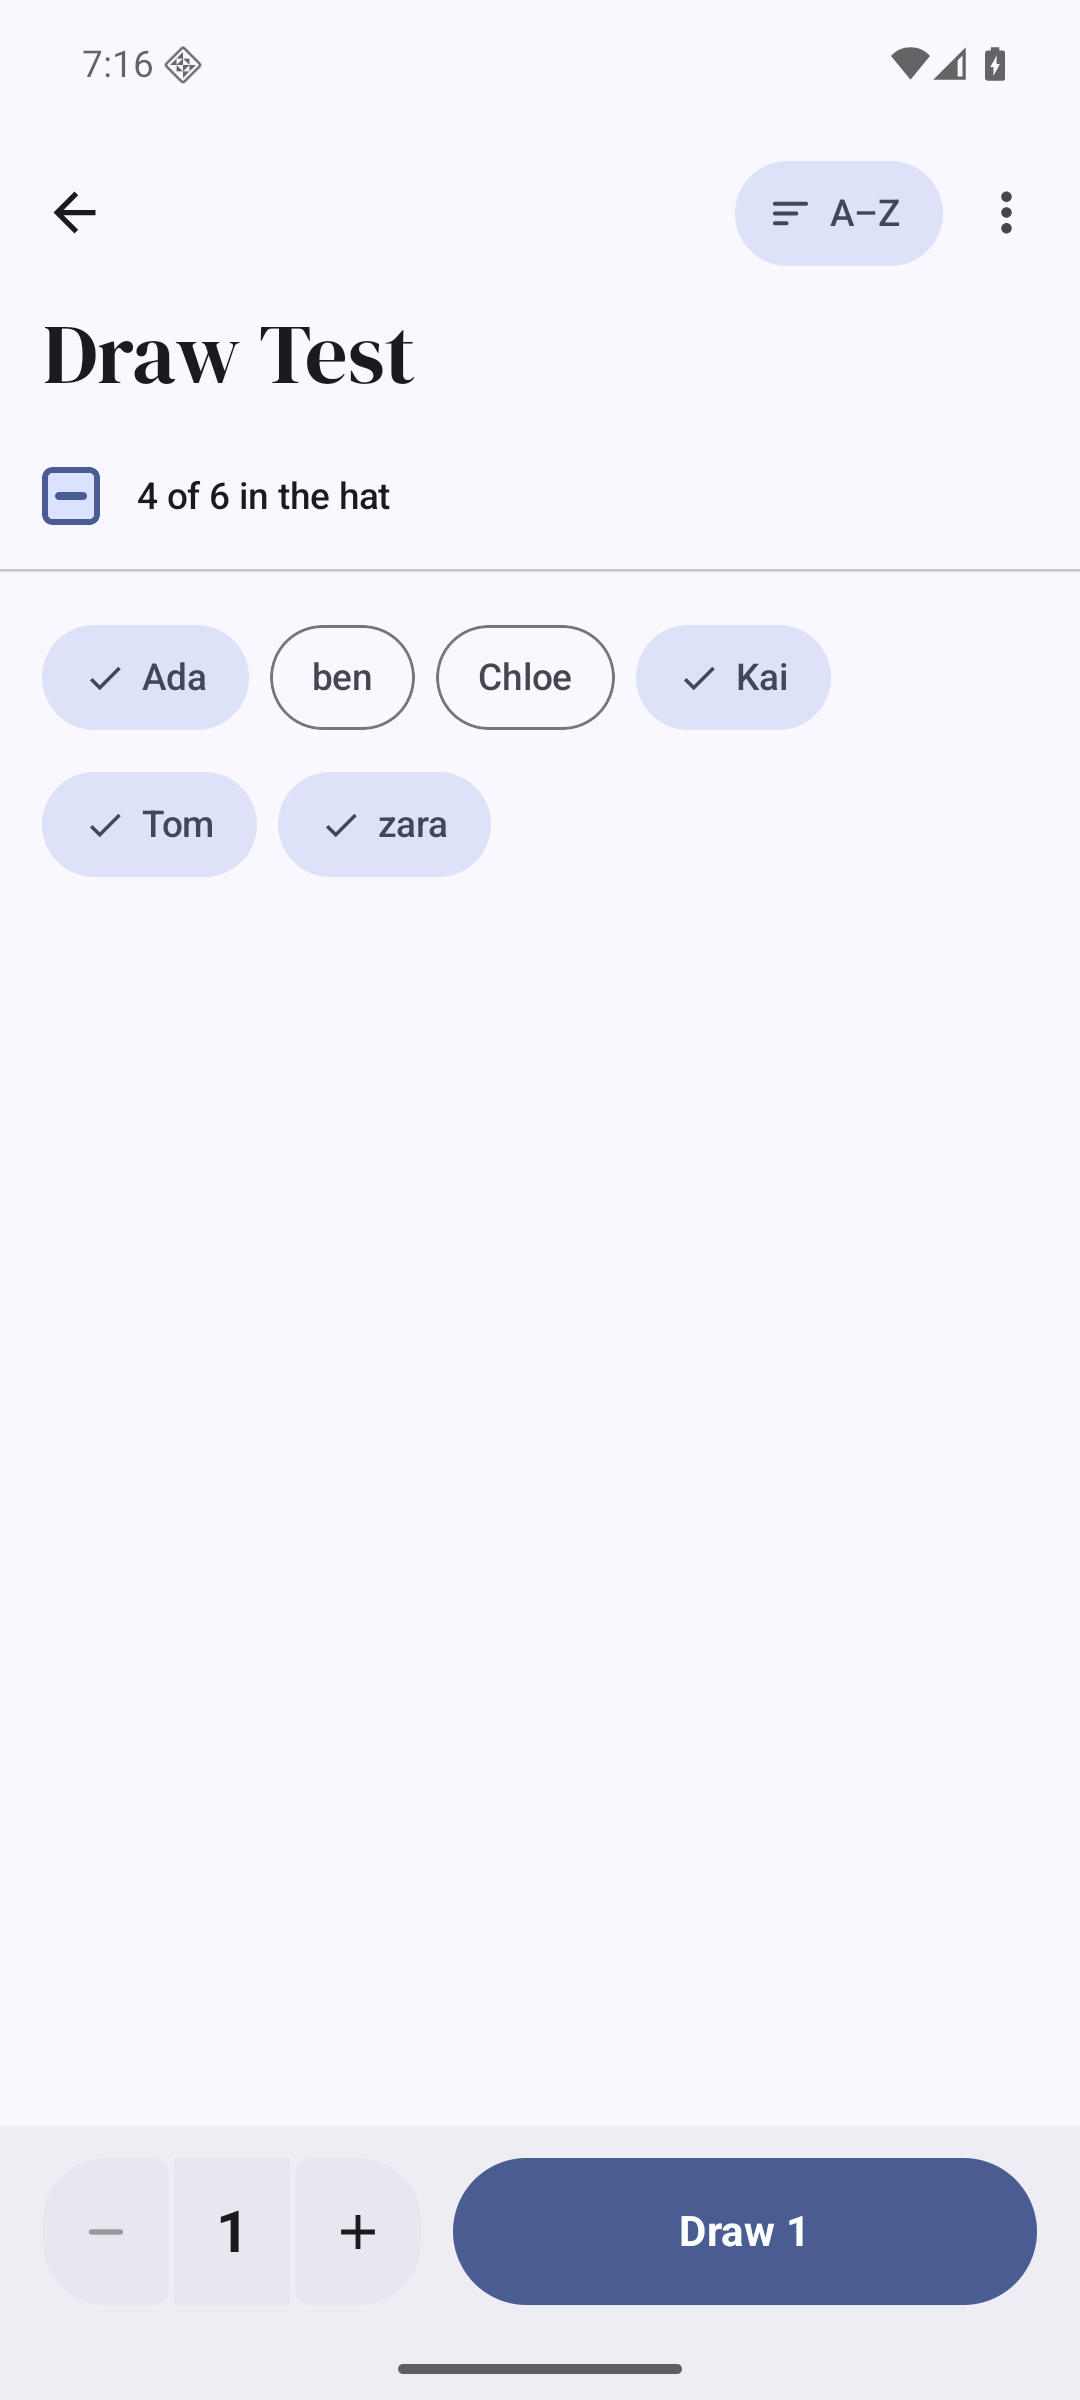 7:16
A–Z
Draw Test
4 of 6 in the hat
Ada ben Chloe Kai
Tom zara
1 Draw 1